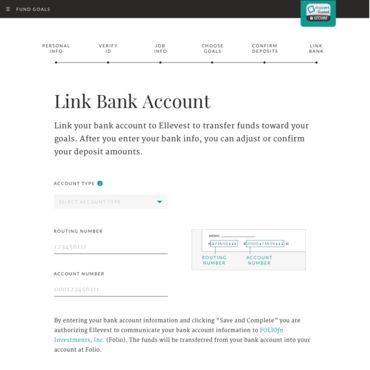 FUND GOALS
SECURE
PERSONAL INFO
VERIFY ID
JOB INFO
CHOOSE GOALS
CONFIRM DEPOSITS
LINK BANK
Link Bank Account
Link your bank account to Ellevest to transfer funds toward your
goals. After you enter your bank info, you can adjust or confirm
your deposit amounts.
ACCOUNT TYPE
SELECT ACCOUNT TYPE
ROUTING NUMBER
ACCOUNT NUMBER
ROUTING NUMBER
ACCOUNT NUMBER
By entering your bank account information and clicking “Save and Complete” you are
authorizing Ellevest to communicate your bank account information to FOLIOfn
Investments, Inc. (Folio). The funds will be transferred from your bank account into your
account at Folio.